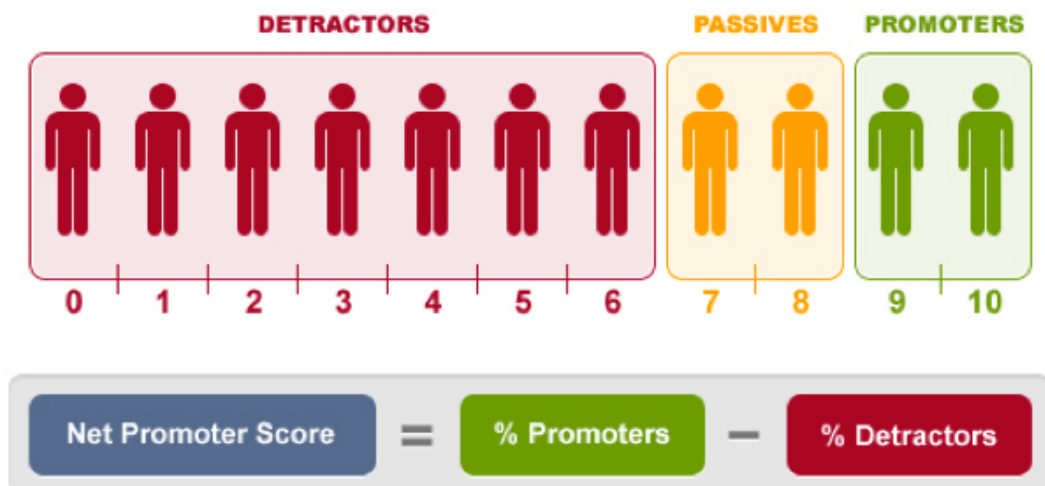 DETRACTORS PASSIVES PROMOTERS
0 1 2 3 4 5 6 7 8 9 10
Net Promoter Score = % Promoters − % Detractors